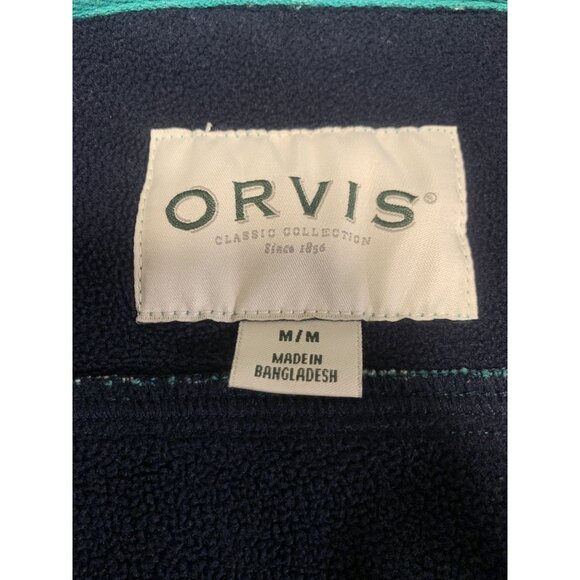 ORVIS®
CLASSIC COLLECTION
Since 1856
M/M
MADE IN
BANGLADESH